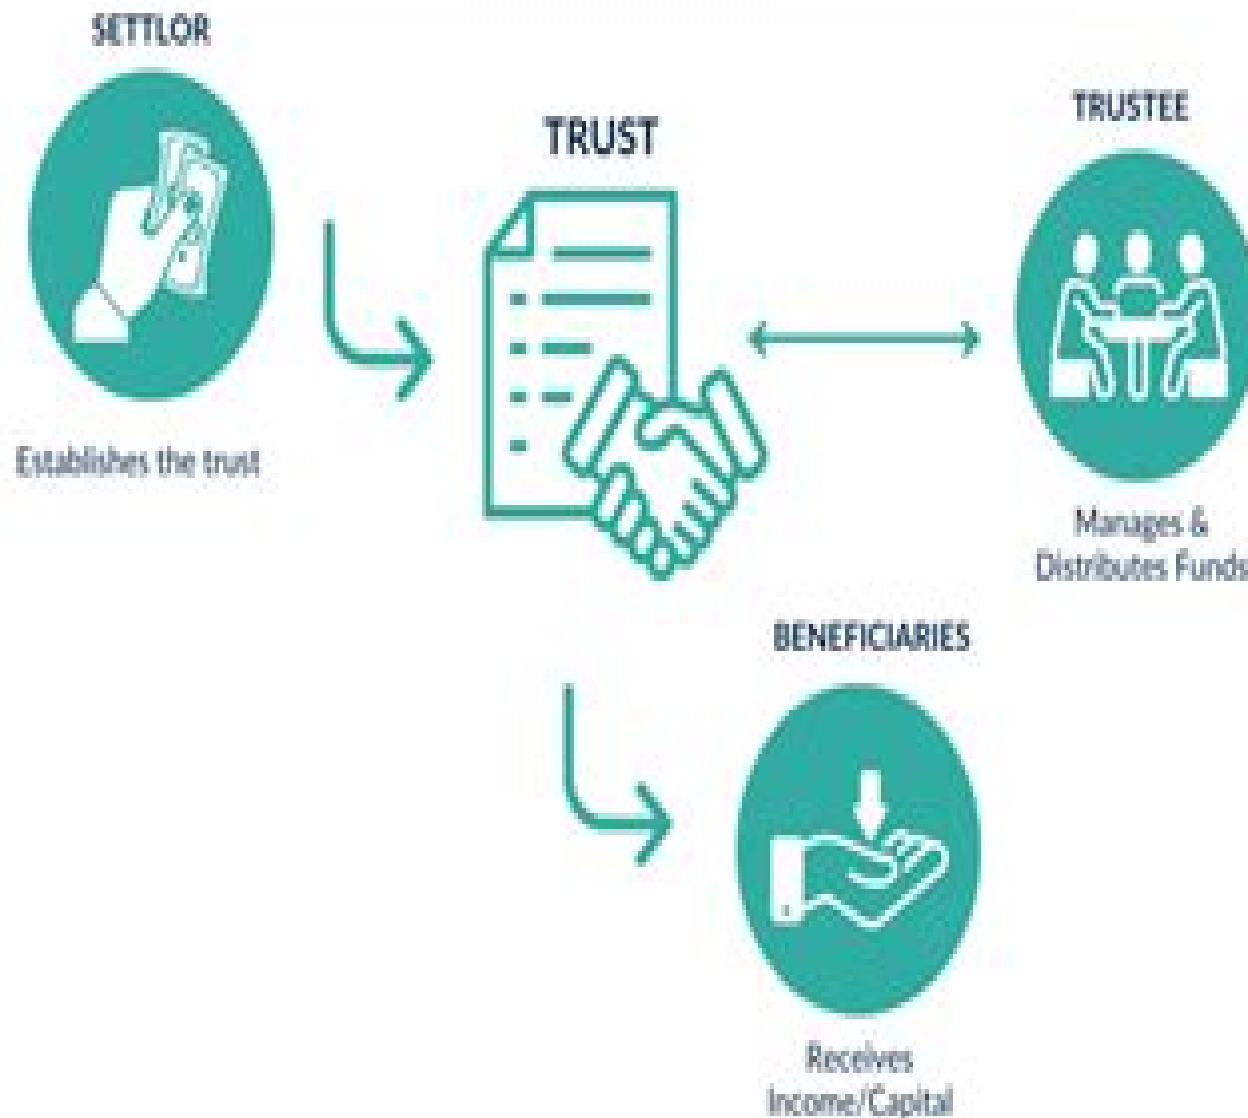 SETTLOR
TRUSTEE
TRUST
Establishes the trust
Manages &
Distributes Funds
BENEFICIARIES
Receives
Income/Capital